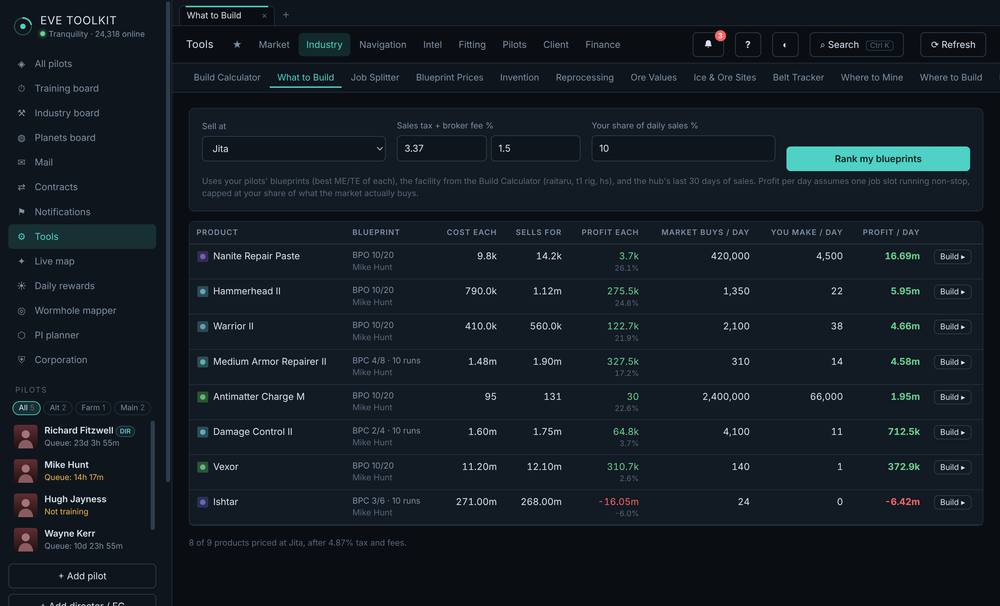 EVE TOOLKIT
Tranquility · 24,318 online
All pilots
Training board
Industry board
Planets board
Mail
Contracts
Notifications
Tools
Live map
Daily rewards
Wormhole mapper
PI planner
Corporation
PILOTS
All 5 Alt 2 Farm 1 Main 2
Richard Fitzwell DIR
Queue: 23d 3h 55m
Mike Hunt
Queue: 14h 17m
Hugh Jayness
Not training
Wayne Kerr
Queue: 10d 23h 55m
+ Add pilot
+ Add director / FC
What to Build × +
Tools ★ Market Industry Navigation Intel Fitting Pilots Client Finance 3 ? Search Ctrl K ⟳ Refresh
Build Calculator What to Build Job Splitter Blueprint Prices Invention Reprocessing Ore Values Ice & Ore Sites Belt Tracker Where to Mine Where to Build
Sell at Sales tax + broker fee % Your share of daily sales %
Jita 3.37 1.5 10 Rank my blueprints
Uses your pilots' blueprints (best ME/TE of each), the facility from the Build Calculator (raitaru, t1 rig, hs), and the hub's last 30 days of sales. Profit per day assumes one job slot running non-stop,
capped at your share of what the market actually buys.
PRODUCT BLUEPRINT COST EACH SELLS FOR PROFIT EACH MARKET BUYS / DAY YOU MAKE / DAY PROFIT / DAY
Nanite Repair Paste BPO 10/20 9.8k 14.2k 3.7k 420,000 4,500 16.69m Build ▸
Mike Hunt 26.1%
Hammerhead II BPO 10/20 790.0k 1.12m 275.5k 1,350 22 5.95m Build ▸
Mike Hunt 24.6%
Warrior II BPO 10/20 410.0k 560.0k 122.7k 2,100 38 4.66m Build ▸
Mike Hunt 21.9%
Medium Armor Repairer II BPC 4/8 · 10 runs 1.48m 1.90m 327.5k 310 14 4.58m Build ▸
Mike Hunt 17.2%
Antimatter Charge M BPO 10/20 95 131 30 2,400,000 66,000 1.95m Build ▸
Mike Hunt 22.6%
Damage Control II BPC 2/4 · 10 runs 1.60m 1.75m 64.8k 4,100 11 712.5k Build ▸
Mike Hunt 3.7%
Vexor BPO 10/20 11.20m 12.10m 310.7k 140 1 372.9k Build ▸
Mike Hunt 2.6%
Ishtar BPC 3/6 · 10 runs 271.00m 268.00m -16.05m 24 0 -6.42m Build ▸
Mike Hunt -6.0%
8 of 9 products priced at Jita, after 4.87% tax and fees.